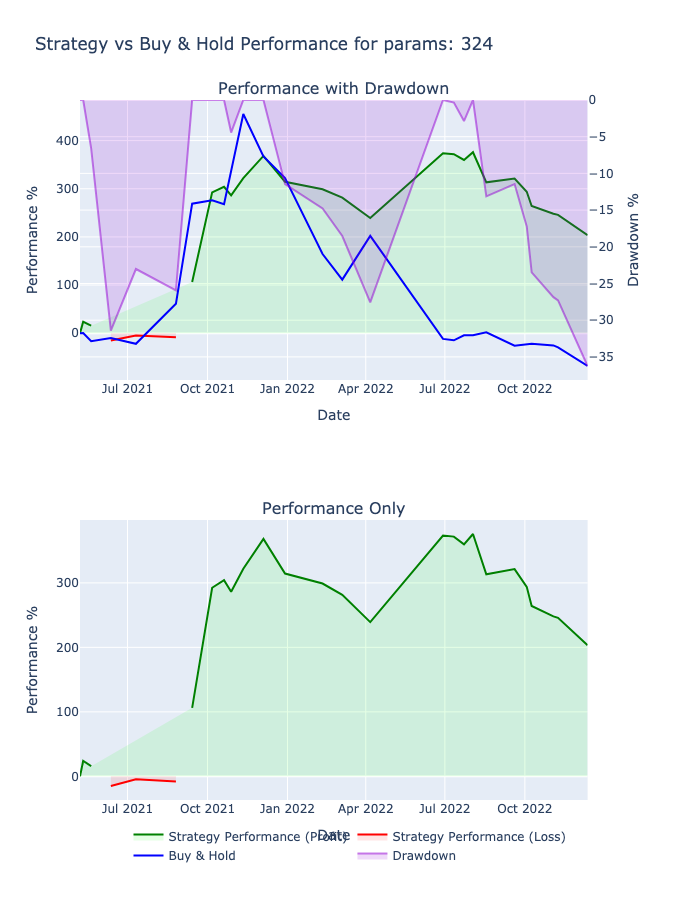 Strategy vs Buy & Hold Performance for params: 324
Performance with Drawdown
0
400
−5
−10
300
−15
200
−20
100
−25
−30
0
−35
Performance %
Drawdown %
Jul 2021
Oct 2021
Jan 2022
Apr 2022
Jul 2022
Oct 2022
Date
Performance Only
300
200
100
0
Performance %
Jul 2021
Oct 2021
Jan 2022
Apr 2022
Jul 2022
Oct 2022
Date
Strategy Performance (Profit)
Strategy Performance (Loss)
Buy & Hold
Drawdown